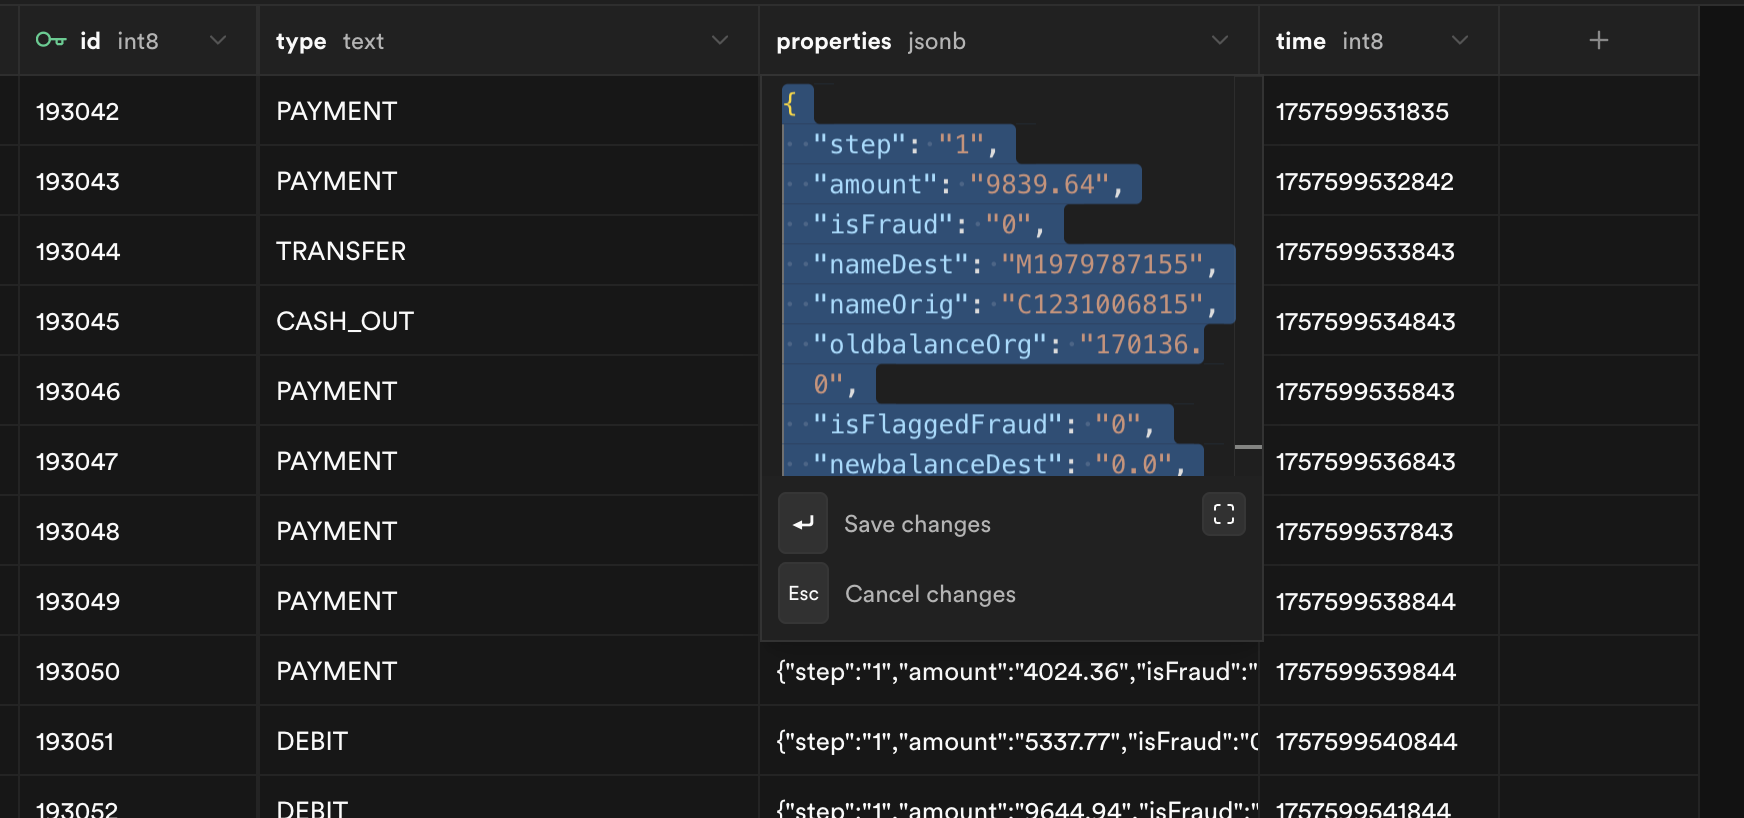 id int8 type text properties jsonb time int8 +
193042 PAYMENT 1757599531835
193043 PAYMENT 1757599532842
193044 TRANSFER 1757599533843
193045 CASH_OUT 1757599534843
193046 PAYMENT 1757599535843
193047 PAYMENT 1757599536843
193048 PAYMENT 1757599537843
193049 PAYMENT 1757599538844
{
"step": "1",
"amount": "9839.64",
"isFraud": "0",
"nameDest": "M1979787155",
"nameOrig": "C1231006815",
"oldbalanceOrg": "170136.
0",
"isFlaggedFraud": "0",
"newbalanceDest": "0.0",
Save changes
Esc Cancel changes
193050 PAYMENT {"step":"1","amount":"4024.36","isFraud":" 1757599539844
193051 DEBIT {"step":"1","amount":"5337.77","isFraud":"0 1757599540844
193052 DEBIT {"step":"1","amount":"9644.94","isFraud":" 1757599541844